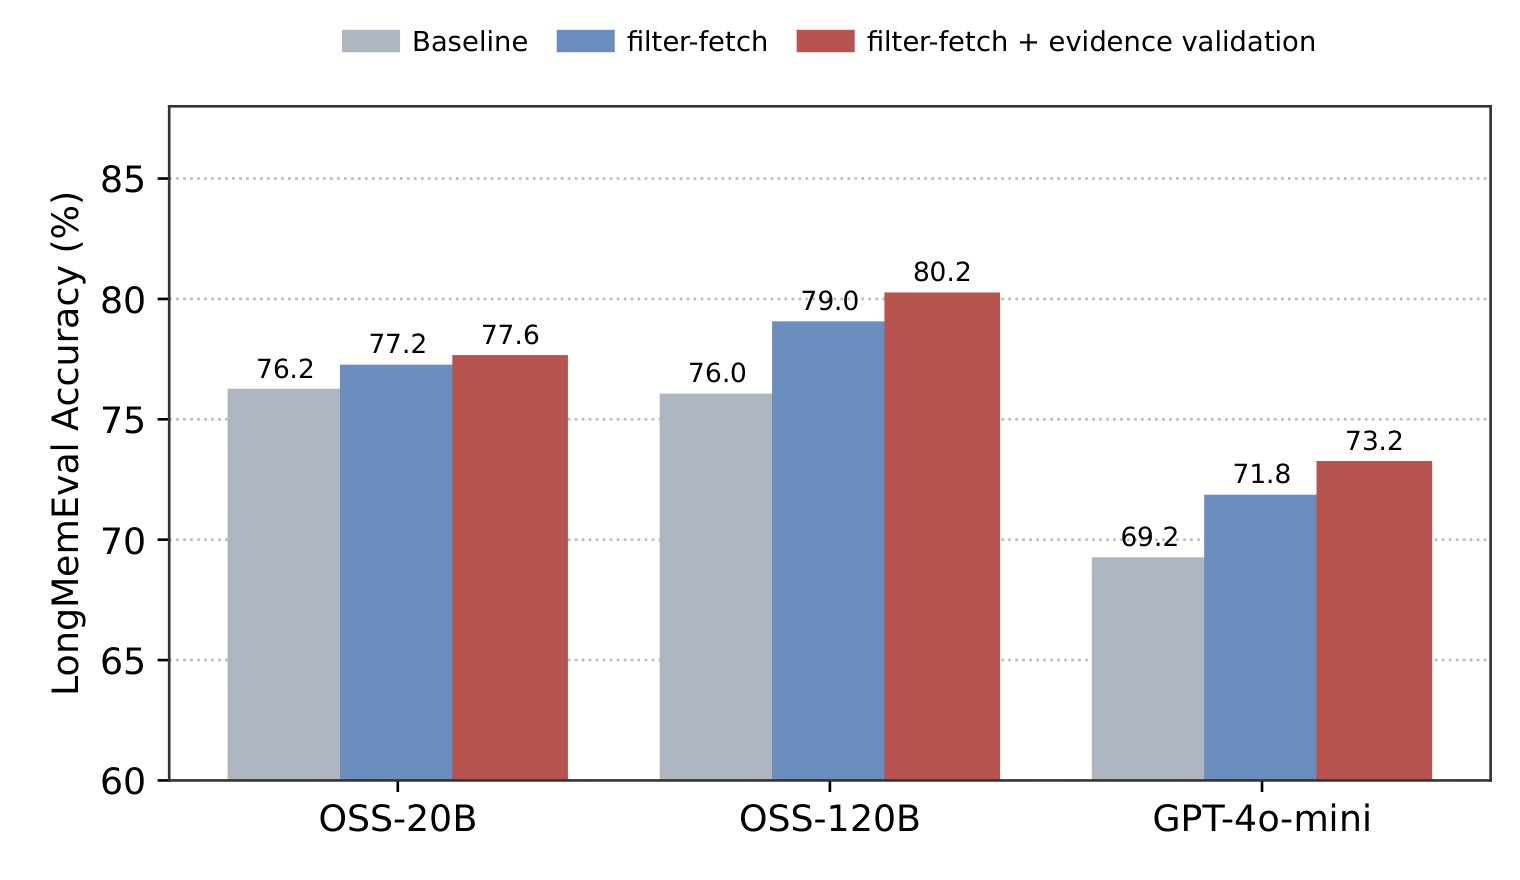 Baseline filter-fetch filter-fetch + evidence validation
LongMemEval Accuracy (%)
85
80
75
70
65
60
76.2 77.2 77.6
76.0 79.0 80.2
69.2 71.8 73.2
OSS-20B OSS-120B GPT-4o-mini